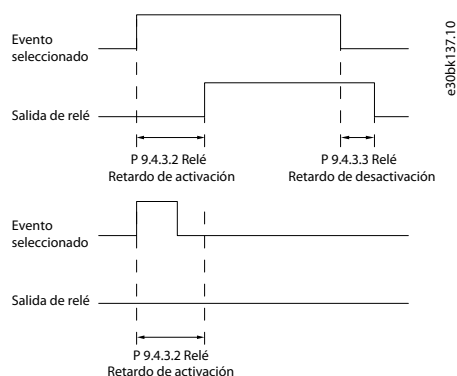 Evento
seleccionado
Salida de relé
P 9.4.3.2 Relé
Retardo de activación
P 9.4.3.3 Relé
Retardo de desactivación
e30bk137.10
Evento
seleccionado
Salida de relé
P 9.4.3.2 Relé
Retardo de activación